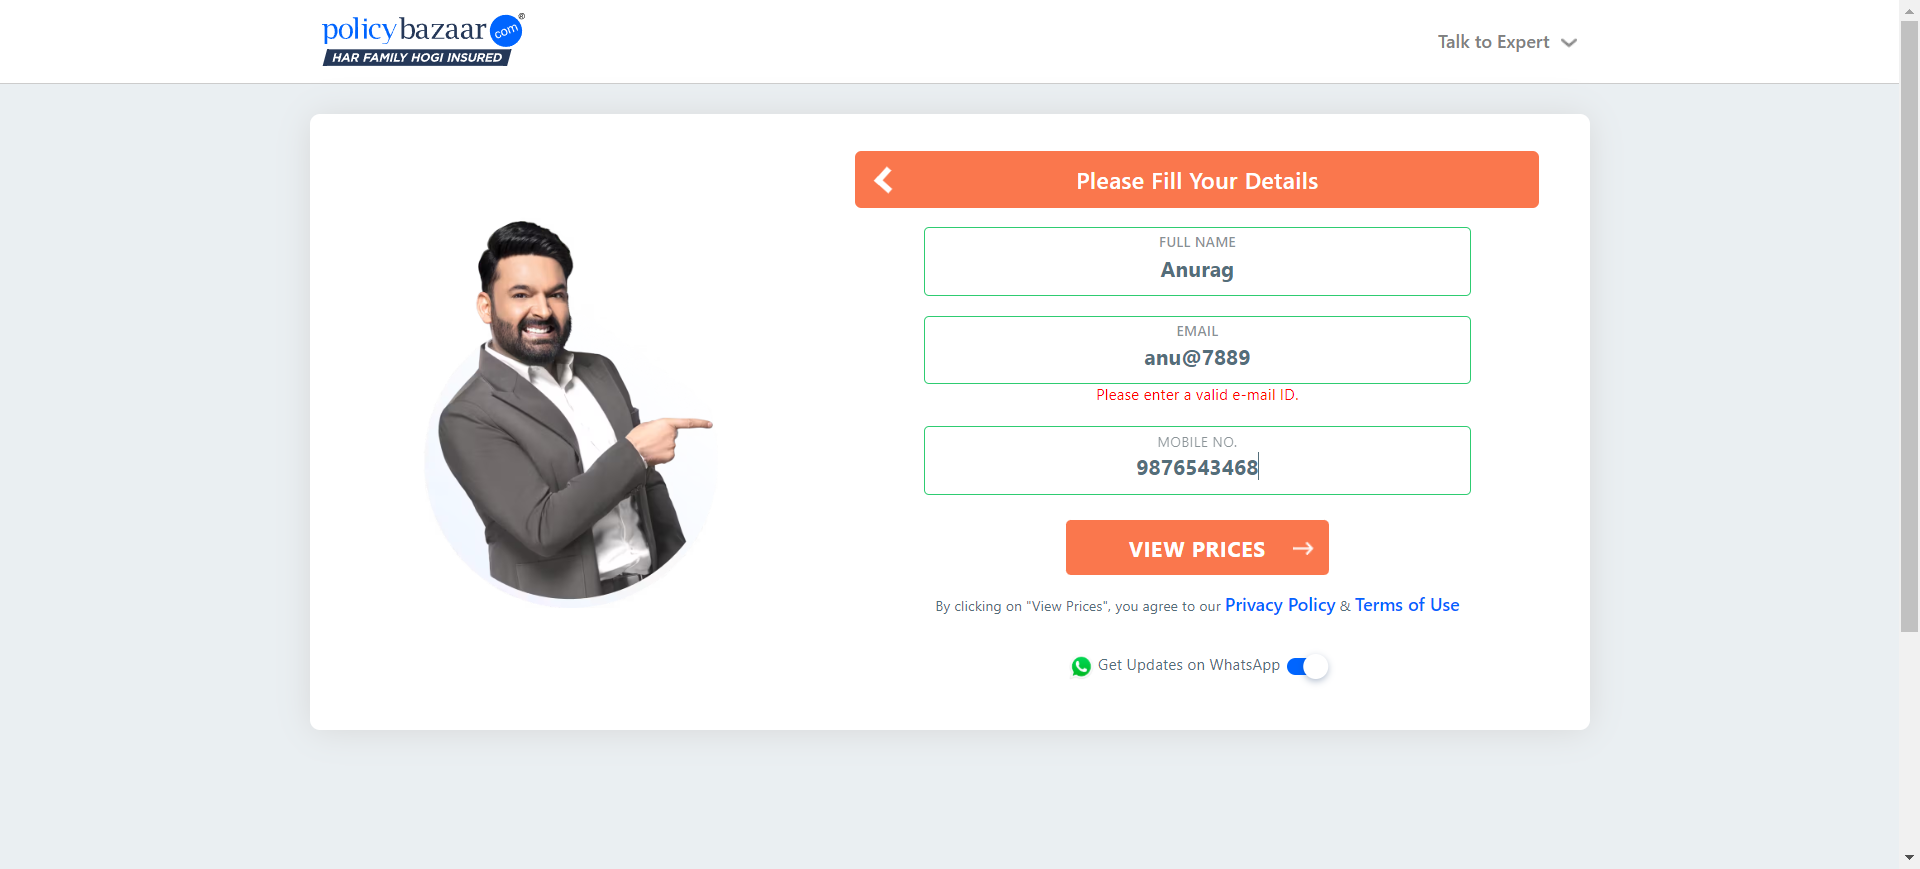 policybazaar com ®
HAR FAMILY HOGI INSURED
Talk to Expert
Please Fill Your Details
FULL NAME
Anurag
EMAIL
anu@7889
Please enter a valid e-mail ID.
MOBILE NO.
9876543468
VIEW PRICES →
By clicking on "View Prices", you agree to our Privacy Policy & Terms of Use
Get Updates on WhatsApp